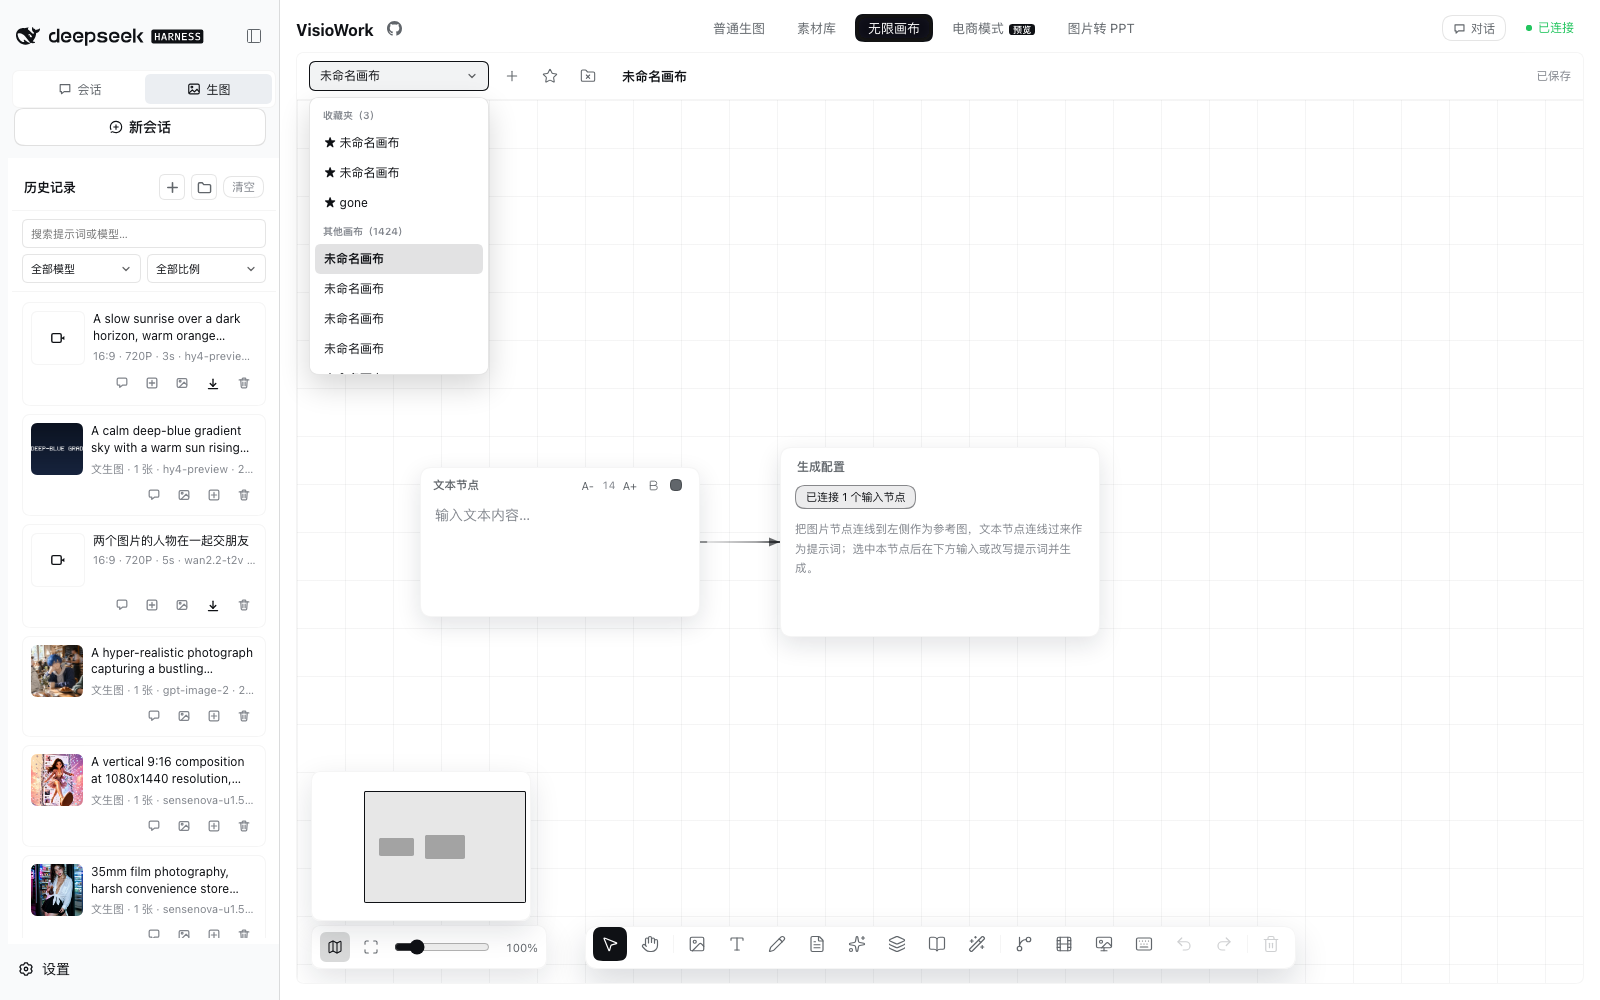 deepseek HARNESS
会话
生图
新会话
历史记录
清空
搜索提示词或模型...
全部模型
全部比例
A slow sunrise over a dark
horizon, warm orange...
16:9 · 720P · 3s · hy4-previe...
DEEP-BLUE GRAD
A calm deep-blue gradient
sky with a warm sun rising...
文生图 · 1 张 · hy4-preview · 2...
两个图片的人物在一起交朋友
16:9 · 720P · 5s · wan2.2-t2v ...
A hyper-realistic photograph
capturing a bustling...
文生图 · 1 张 · gpt-image-2 · 2...
A vertical 9:16 composition
at 1080x1440 resolution,...
文生图 · 1 张 · sensenova-u1.5...
35mm film photography,
harsh convenience store...
文生图 · 1 张 · sensenova-u1.5...
设置
VisioWork
普通生图
素材库
无限画布
电商模式 预览
图片转 PPT
对话
已连接
未命名画布
未命名画布
已保存
收藏夹（3）
★ 未命名画布
★ 未命名画布
★ gone
其他画布（1424）
未命名画布
未命名画布
未命名画布
未命名画布
文本节点
A- 14 A+ B
输入文本内容...
生成配置
已连接 1 个输入节点
把图片节点连线到左侧作为参考图，文本节点连线过来作
为提示词；选中本节点后在下方输入或改写提示词并生
成。
100%